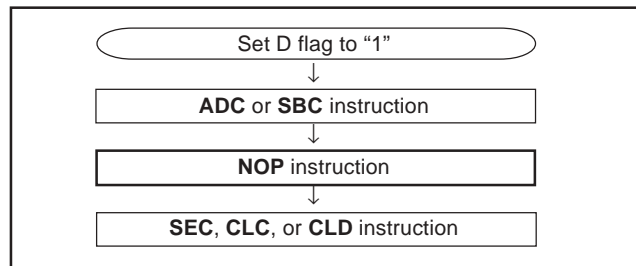 Set D flag to “1”
ADC or SBC instruction
NOP instruction
SEC, CLC, or CLD instruction